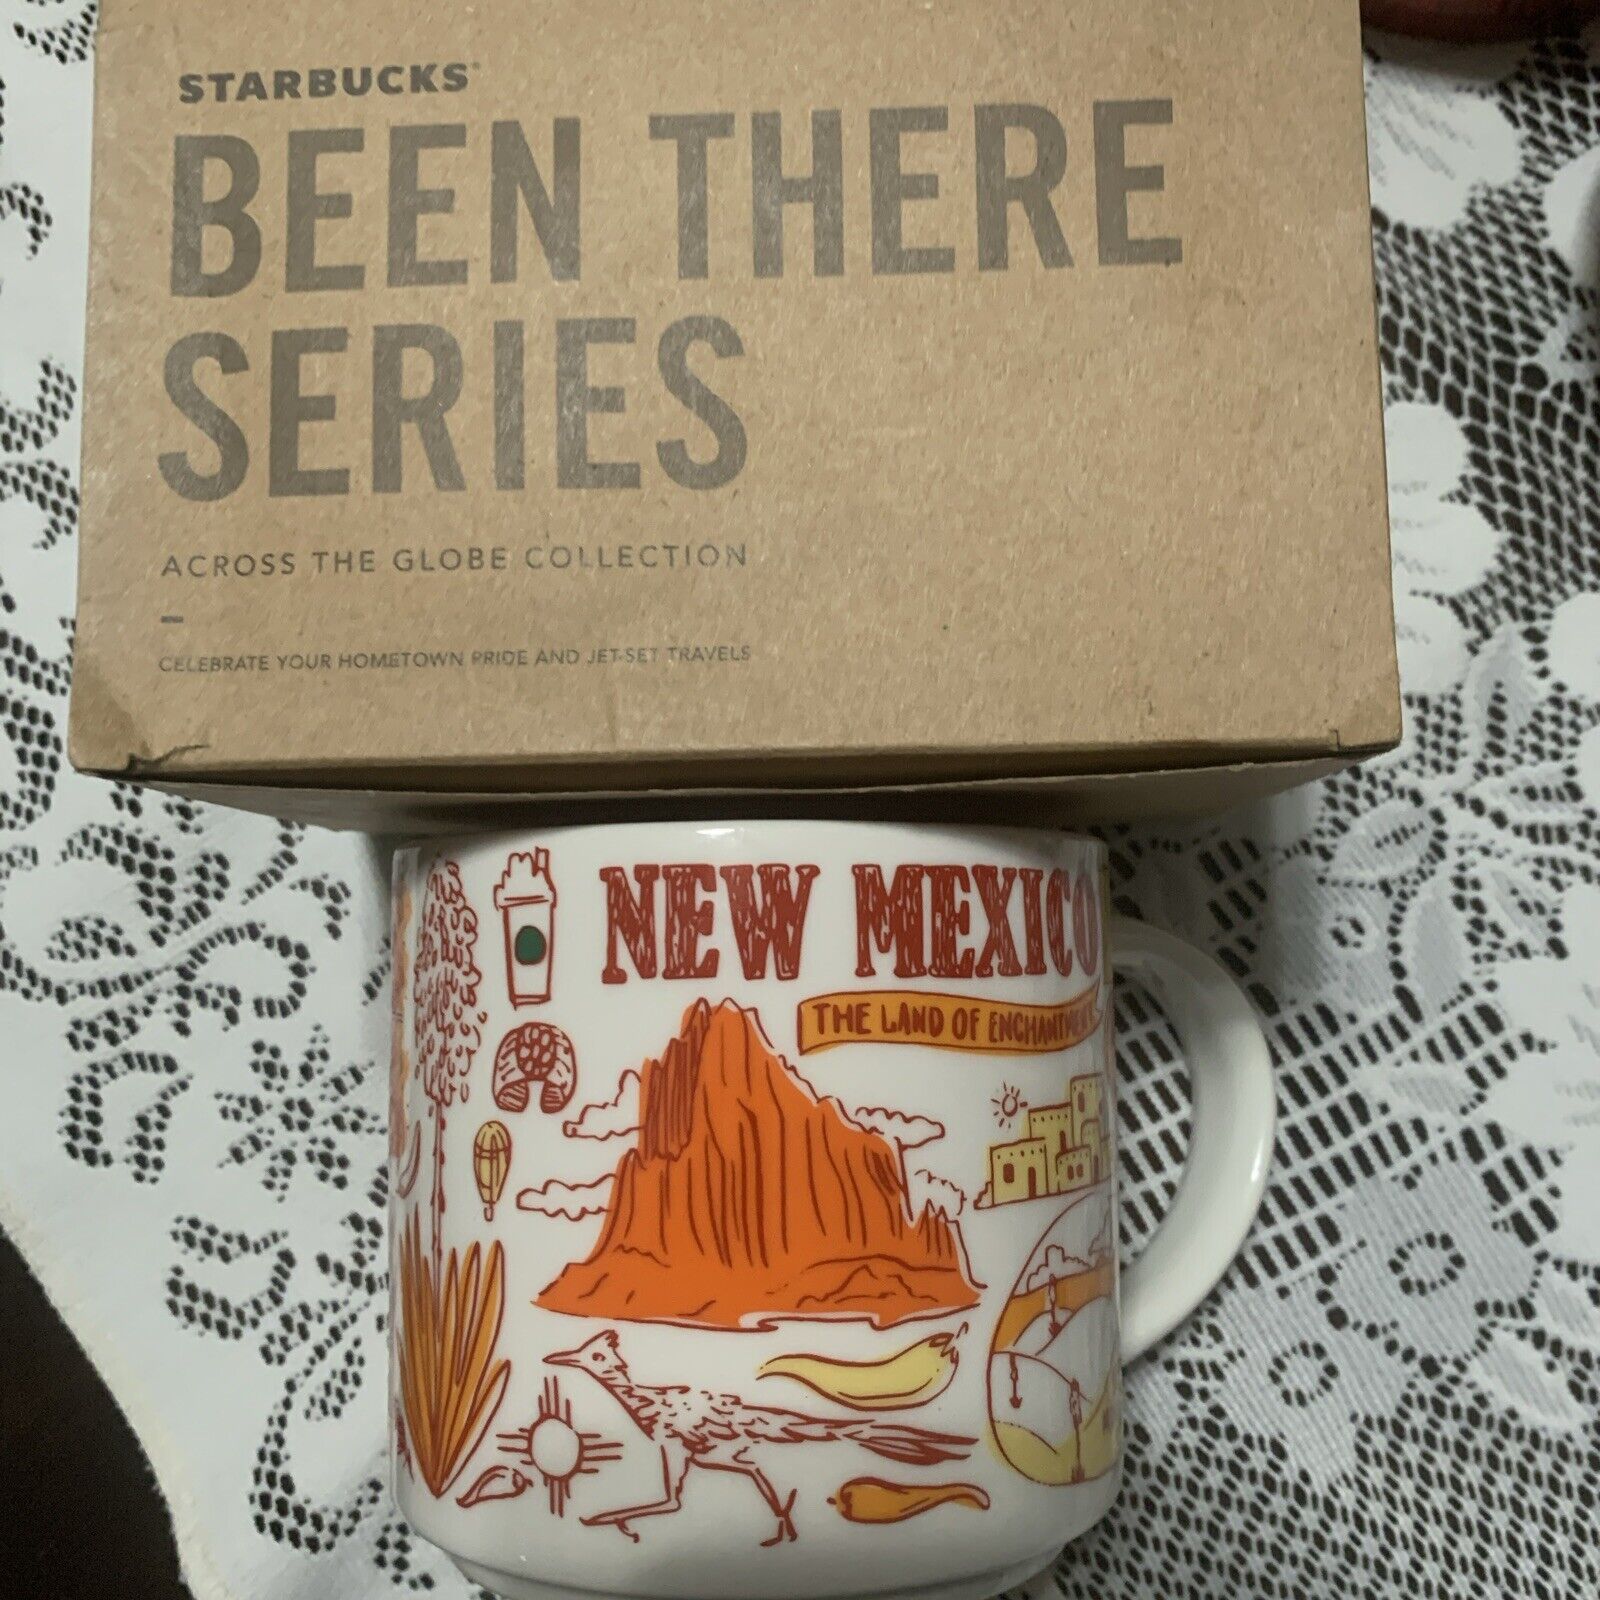 STARBUCKS
BEEN THERE
SERIES
ACROSS THE GLOBE COLLECTION
CELEBRATE YOUR HOMETOWN PRIDE AND JET-SET TRAVELS
NEW MEXICO
THE LAND OF ENCHANTMENT